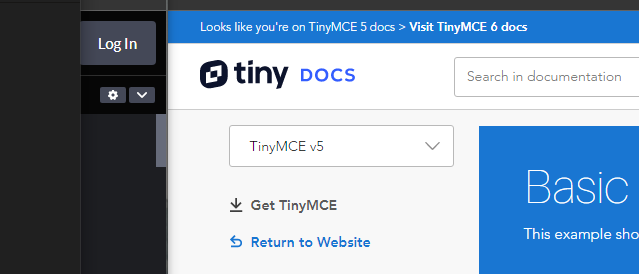 Looks like you're on TinyMCE 5 docs > Visit TinyMCE 6 docs
Log In
tiny DOCS
Search in documentation
TinyMCE v5
Get TinyMCE
Return to Website
Basic
This example sho